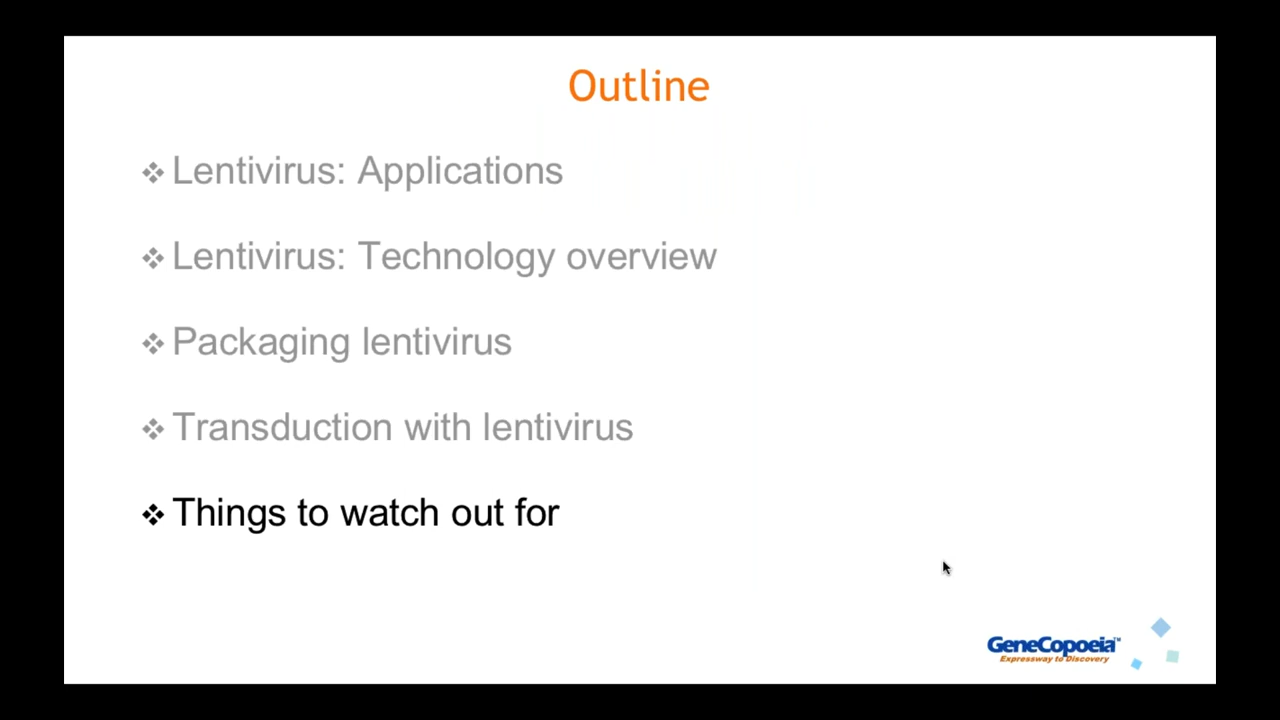 Outline
❖ Lentivirus: Applications
❖ Lentivirus: Technology overview
❖ Packaging lentivirus
❖ Transduction with lentivirus
❖ Things to watch out for
GeneCopoeia™
Expressway to Discovery